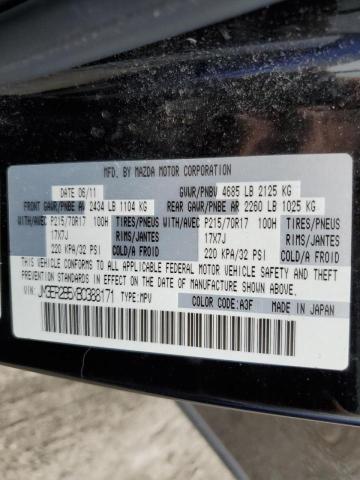 MFD. BY MAZDA MOTOR CORPORATION
DATE 06/11 GVWR/PNBV 4685 LB 2125 KG
FRONT GAWR/PNBE AV 2434 LB 1104 KG REAR GAWR/PNBE AR 2260 LB 1025 KG
WITH/AVEC P215/70R17 100H TIRES/PNEUS WITH/AVEC P215/70R17 100H TIRES/PNEUS
17X7J RIMS/JANTES 17X7J RIMS/JANTES
220 KPA/32 PSI COLD/A FROID 220 KPA/32 PSI COLD/A FROID
THIS VEHICLE CONFORMS TO ALL APPLICABLE FEDERAL MOTOR VEHICLE SAFETY AND THEFT
PREVENTION STANDARDS IN EFFECT ON THE DATE OF MANUFACTURE SHOWN ABOVE.
VIN: TYPE: MPV COLOR CODE: A3F MADE IN JAPAN